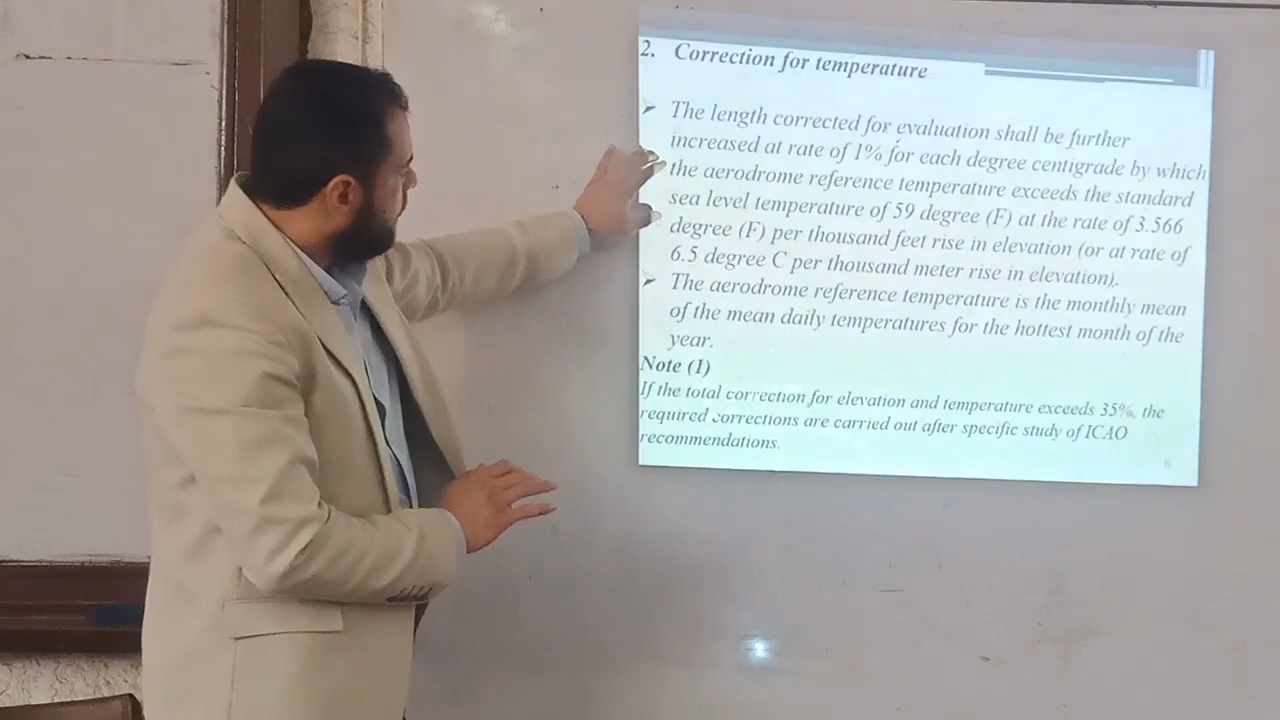 2. Correction for temperature
➢ The length corrected for evaluation shall be further
increased at rate of 1% for each degree centigrade by which
the aerodrome reference temperature exceeds the standard
sea level temperature of 59 degree (F) at the rate of 3.566
degree (F) per thousand feet rise in elevation (or at rate of
6.5 degree C per thousand meter rise in elevation).
➢ The aerodrome reference temperature is the monthly mean
of the mean daily temperatures for the hottest month of the
year.
Note (1)
If the total correction for elevation and temperature exceeds 35%, the
required corrections are carried out after specific study of ICAO
recommendations.
6